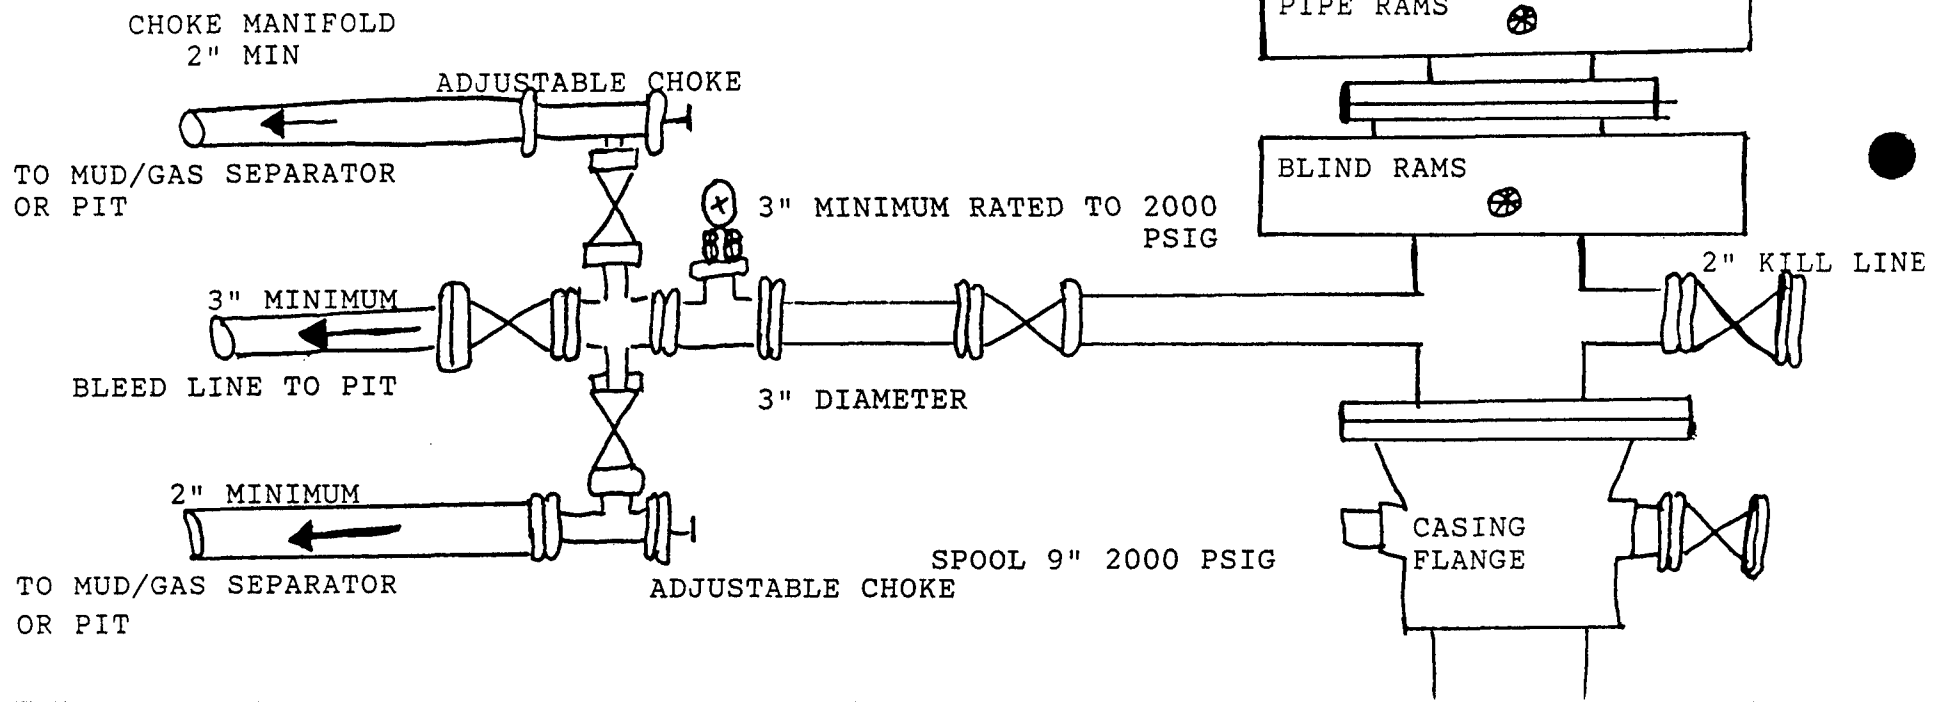 PIPE RAMS
CHOKE MANIFOLD
2" MIN
ADJUSTABLE CHOKE
TO MUD/GAS SEPARATOR
OR PIT
BLIND RAMS
3" MINIMUM RATED TO 2000
PSIG
2" KILL LINE
3" MINIMUM
BLEED LINE TO PIT
3" DIAMETER
2" MINIMUM
CASING
FLANGE
SPOOL 9" 2000 PSIG
TO MUD/GAS SEPARATOR
OR PIT
ADJUSTABLE CHOKE